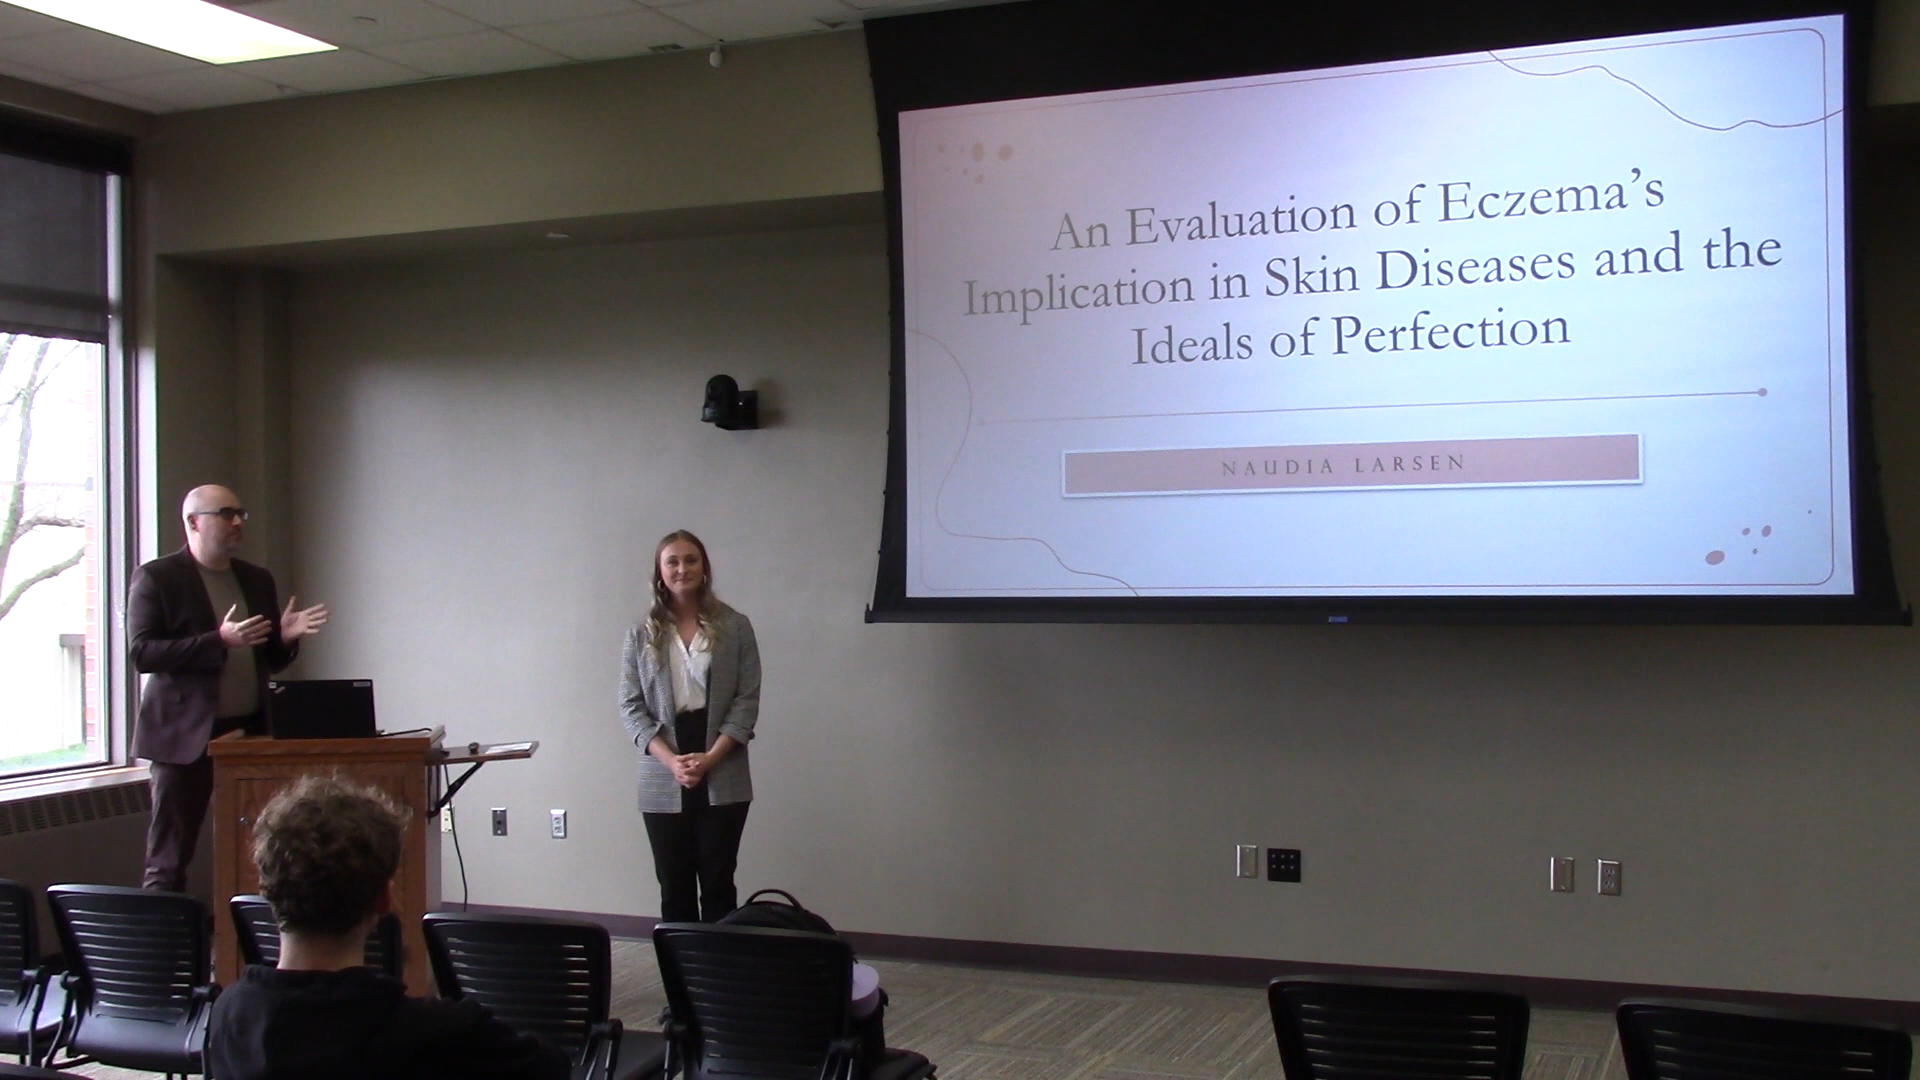 An Evaluation of Eczema's
Implication in Skin Diseases and the
Ideals of Perfection
NAUDIA LARSEN